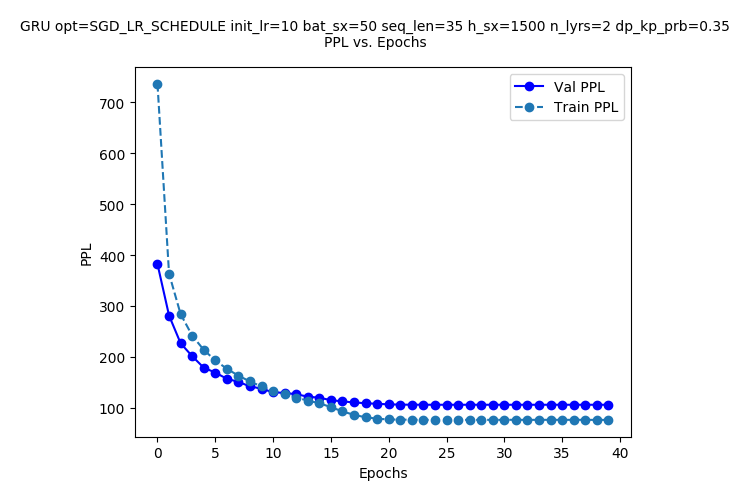 GRU opt=SGD_LR_SCHEDULE init_lr=10 bat_sx=50 seq_len=35 h_sx=1500 n_lyrs=2 dp_kp_prb=0.35
PPL vs. Epochs
Val PPL
Train PPL
700
600
500
400
300
200
100
PPL
0 5 10 15 20 25 30 35 40
Epochs